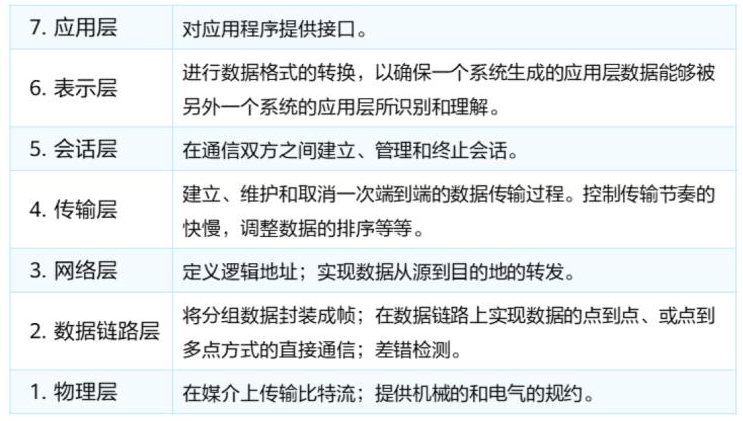 7. 应用层
对应用程序提供接口。
6. 表示层
进行数据格式的转换，以确保一个系统生成的应用层数据能够被
另外一个系统的应用层所识别和理解。
5. 会话层
在通信双方之间建立、管理和终止会话。
4. 传输层
建立、维护和取消一次端到端的数据传输过程。控制传输节奏的
快慢，调整数据的排序等等。
3. 网络层
定义逻辑地址；实现数据从源到目的地的转发。
2. 数据链路层
将分组数据封装成帧；在数据链路上实现数据的点到点、或点到
多点方式的直接通信；差错检测。
1. 物理层
在媒介上传输比特流；提供机械的和电气的规约。